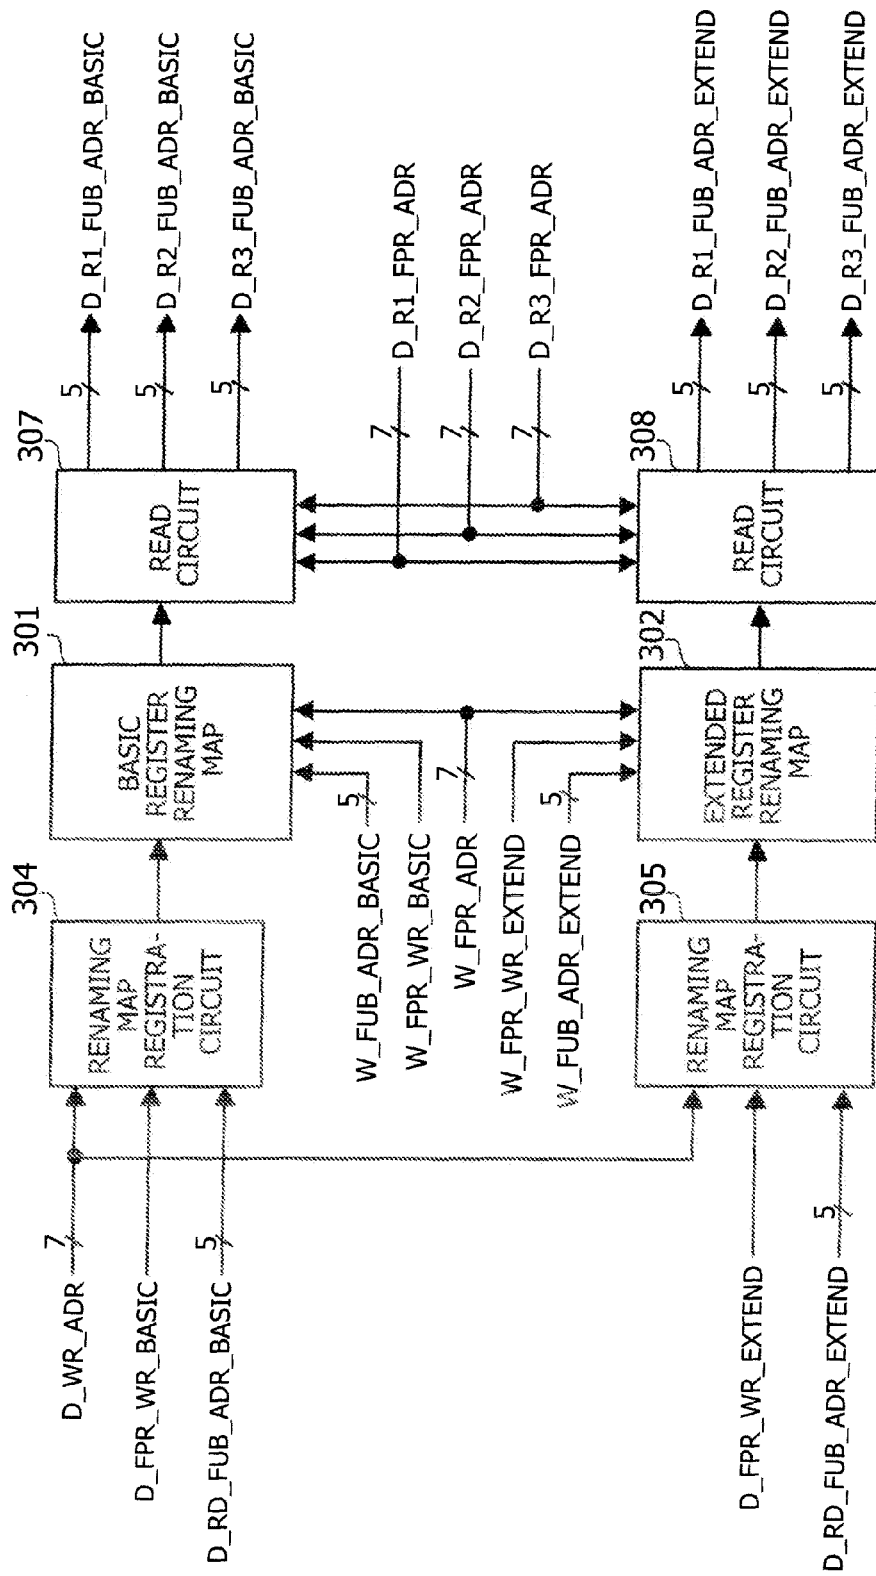 D_WR_ADR
7
D_FPR_WR_BASIC
D_RD_FUB_ADR_BASIC
5
304
RENAMING
MAP
REGISTRA-
TION
CIRCUIT
301
BASIC
REGISTER
RENAMING
MAP
307
READ
CIRCUIT
5
D_R1_FUB_ADR_BASIC
5
D_R2_FUB_ADR_BASIC
5
D_R3_FUB_ADR_BASIC
W_FUB_ADR_BASIC
5
W_FPR_WR_BASIC
W_FPR_ADR
7
W_FPR_WR_EXTEND
W_FUB_ADR_EXTEND
5
7
D_R1_FPR_ADR
7
D_R2_FPR_ADR
7
D_R3_FPR_ADR
D_FPR_WR_EXTEND
D_RD_FUB_ADR_EXTEND
5
305
RENAMING
MAP
REGISTRA-
TION
CIRCUIT
302
EXTENDED
REGISTER
RENAMING
MAP
308
READ
CIRCUIT
5
D_R1_FUB_ADR_EXTEND
5
D_R2_FUB_ADR_EXTEND
5
D_R3_FUB_ADR_EXTEND